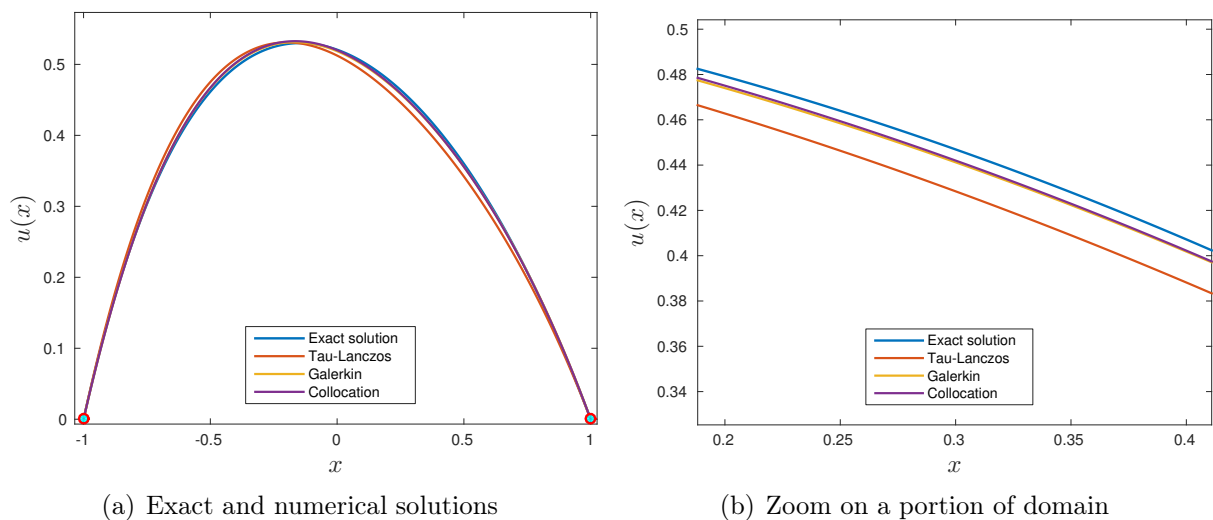 0.5
0.4
0.3
0.2
0.1
0
u(x)
-1
-0.5
0
0.5
1
x
Exact solution
Tau-Lanczos
Galerkin
Collocation
(a) Exact and numerical solutions
0.5
0.48
0.46
0.44
0.42
0.4
0.38
0.36
0.34
u(x)
0.2
0.25
0.3
0.35
0.4
x
Exact solution
Tau-Lanczos
Galerkin
Collocation
(b) Zoom on a portion of domain